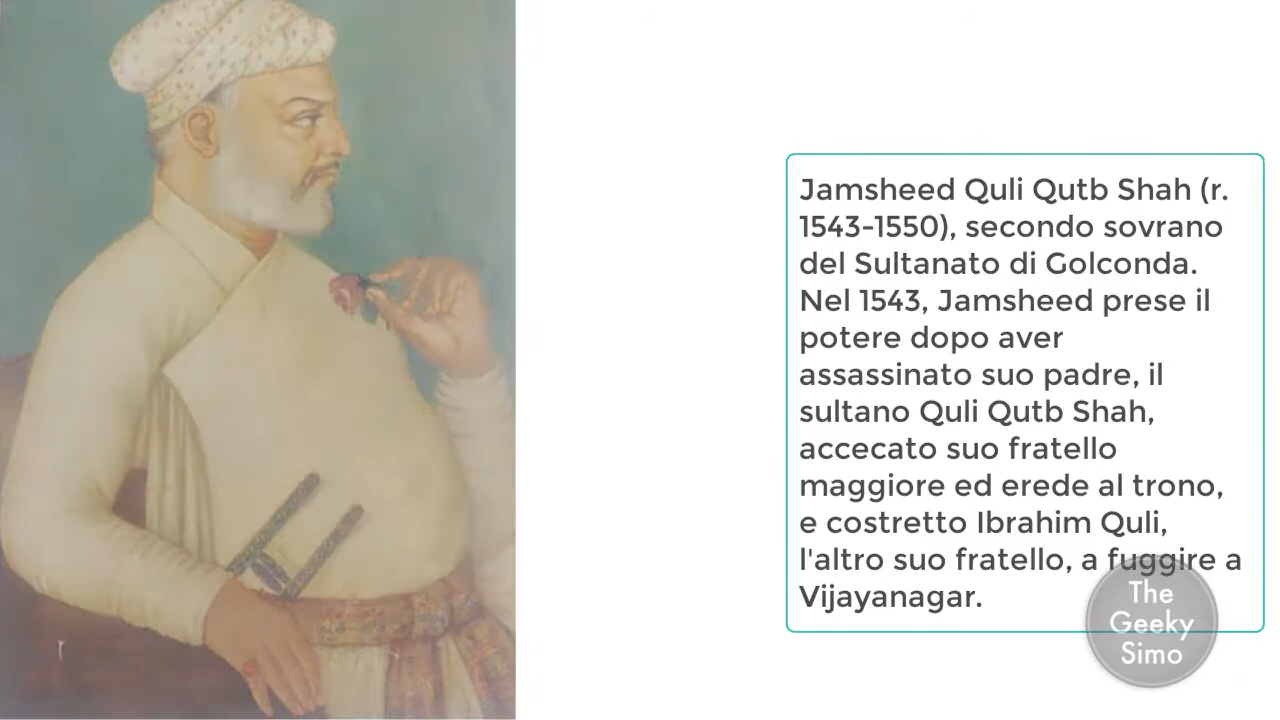 Jamsheed Quli Qutb Shah (r.
1543-1550), secondo sovrano
del Sultanato di Golconda.
Nel 1543, Jamsheed prese il
potere dopo aver
assassinato suo padre, il
sultano Quli Qutb Shah,
accecato suo fratello
maggiore ed erede al trono,
e costretto Ibrahim Quli,
l'altro suo fratello, a fuggire a
Vijayanagar.
The
Geeky
Simo